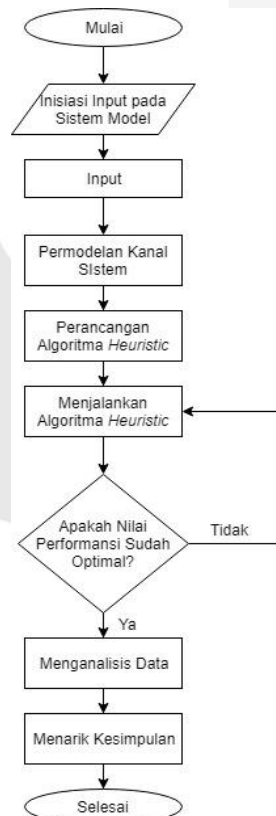 Mulai
Inisiasi Input pada
Sistem Model
Input
Permodelan Kanal
SIstem
Perancangan
Algoritma Heuristic
Menjalankan
Algoritma Heuristic
Apakah Nilai
Performansi Sudah
Optimal?
Tidak
Ya
Menganalisis Data
Menarik Kesimpulan
Selesai